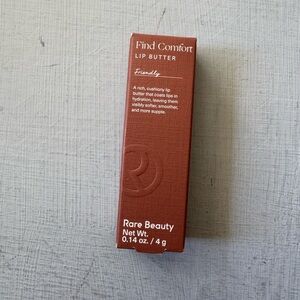 Find Comfort
LIP BUTTER
Friendly
A rich, cushiony lip
butter that coats lips in
hydration, leaving them
visibly softer, smoother,
and more supple.
R
Rare Beauty
Net Wt.
0.14 oz. / 4 g